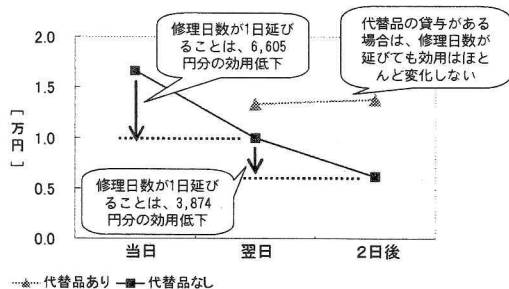 修理日数が1日延び
ることは、6,605
円分の効用低下
代替品の貸与がある
場合は、修理日数が
延びても効用はほと
んど変化しない
2.0
1.5
1.0
0.5
0.0
[万円]
修理日数が1日延び
ることは、3,874
円分の効用低下
当日
翌日
2日後
代替品あり
代替品なし